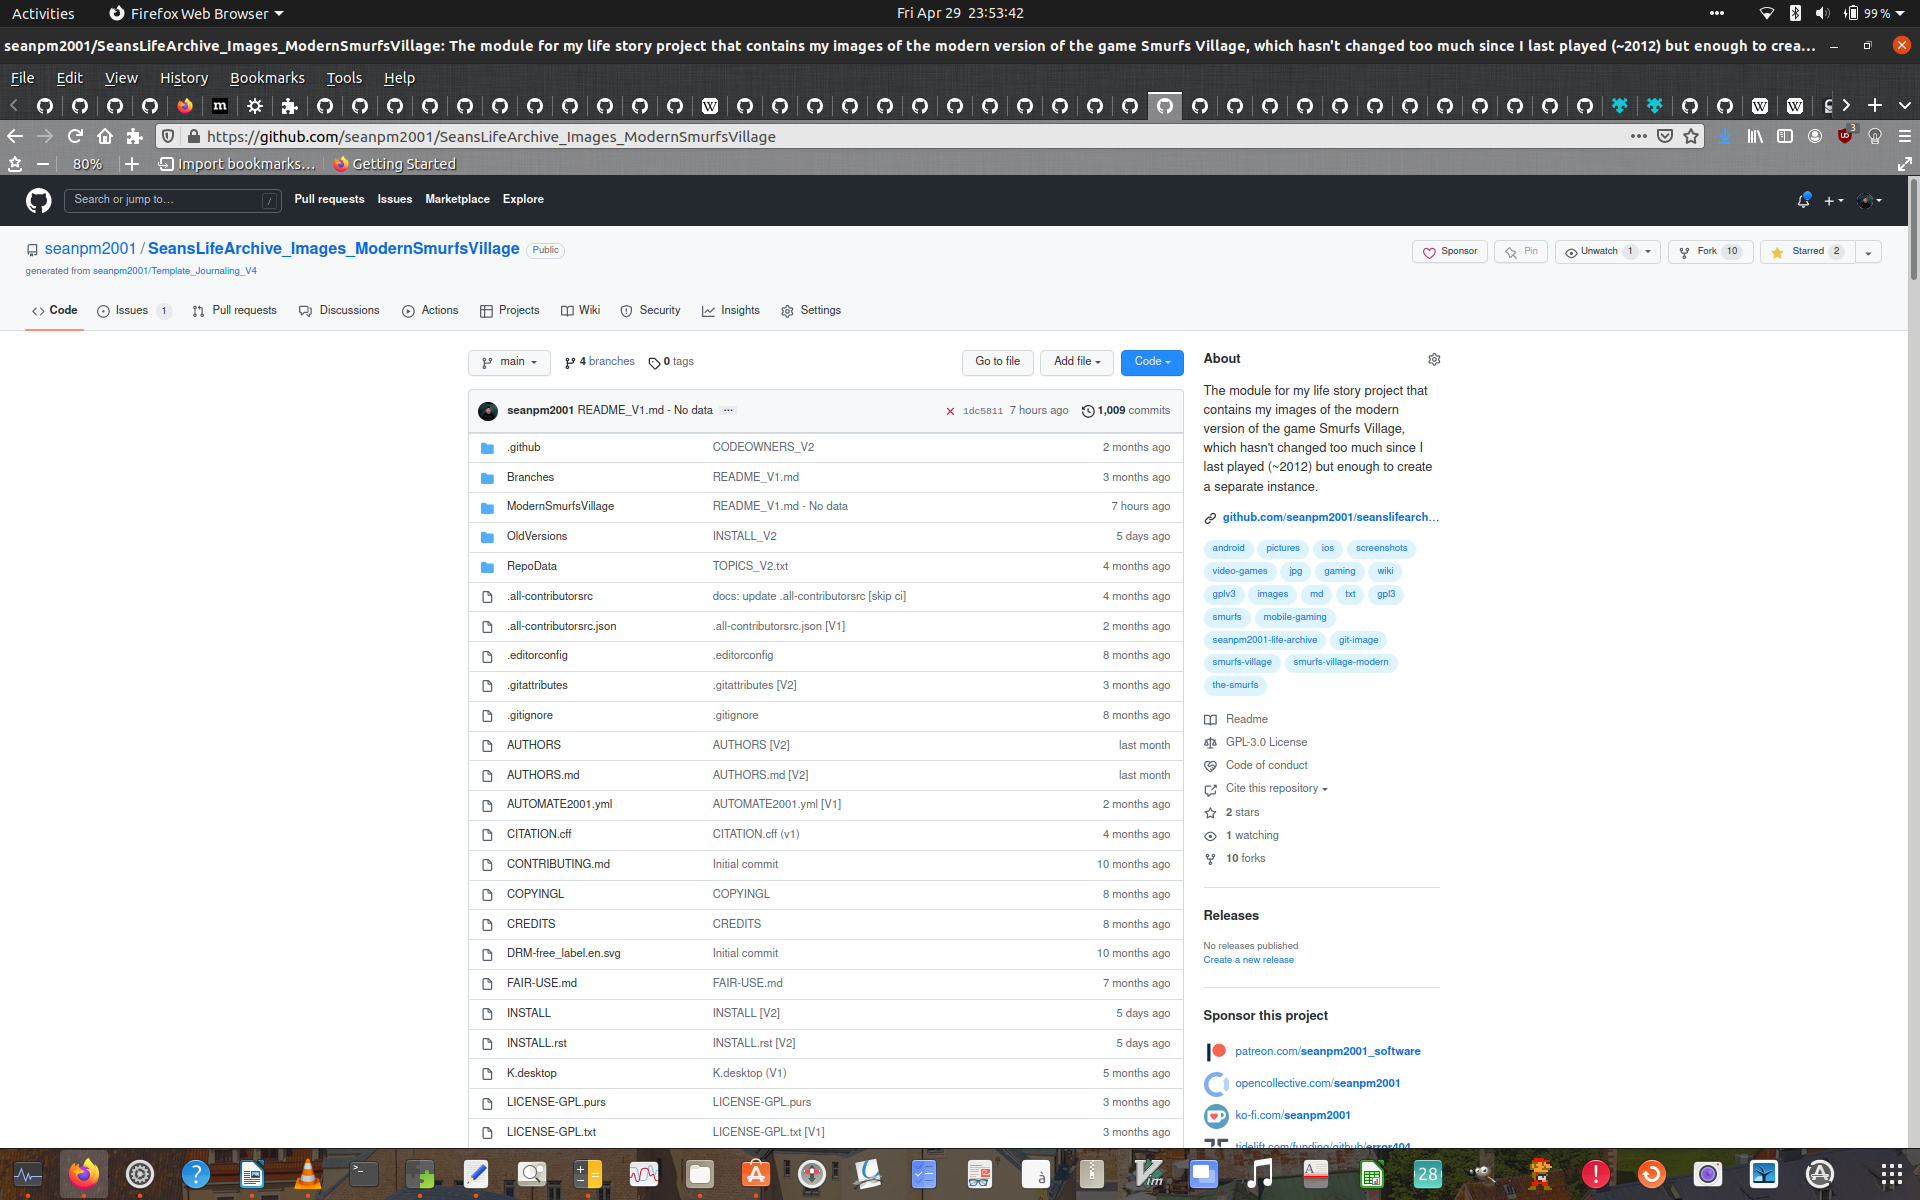 Activities
Firefox Web Browser
Fri Apr 29 23:53:42
99 %
seanpm2001/SeansLifeArchive_Images_ModernSmurfsVillage: The module for my life story project that contains my images of the modern version of the game Smurfs Village, which hasn't changed too much since I last played (~2012) but enough to crea…
File Edit View History Bookmarks Tools Help
https://github.com/seanpm2001/SeansLifeArchive_Images_ModernSmurfsVillage
3
80%
Import bookmarks…
Getting Started
Search or jump to…
/
Pull requests Issues Marketplace Explore
seanpm2001 / SeansLifeArchive_Images_ModernSmurfsVillage Public
Sponsor
Pin
Unwatch 1
Fork 10
Starred 2
generated from seanpm2001/Template_Journaling_V4
Code
Issues 1
Pull requests
Discussions
Actions
Projects
Wiki
Security
Insights
Settings
main
4 branches
0 tags
Go to file
Add file
Code
seanpm2001 README_V1.md - No data
1dc5811 7 hours ago
1,009 commits
.github CODEOWNERS_V2 2 months ago
Branches README_V1.md 3 months ago
ModernSmurfsVillage README_V1.md - No data 7 hours ago
OldVersions INSTALL_V2 5 days ago
RepoData TOPICS_V2.txt 4 months ago
.all-contributorsrc docs: update .all-contributorsrc [skip ci] 4 months ago
.all-contributorsrc.json .all-contributorsrc.json [V1] 2 months ago
.editorconfig .editorconfig 8 months ago
.gitattributes .gitattributes [V2] 3 months ago
.gitignore .gitignore 8 months ago
AUTHORS AUTHORS [V2] last month
AUTHORS.md AUTHORS.md [V2] last month
AUTOMATE2001.yml AUTOMATE2001.yml [V1] 2 months ago
CITATION.cff CITATION.cff (v1) 4 months ago
CONTRIBUTING.md Initial commit 10 months ago
COPYINGL COPYINGL 8 months ago
CREDITS CREDITS 8 months ago
DRM-free_label.en.svg Initial commit 10 months ago
FAIR-USE.md FAIR-USE.md 7 months ago
INSTALL INSTALL [V2] 5 days ago
INSTALL.rst INSTALL.rst [V2] 5 days ago
K.desktop K.desktop (V1) 5 months ago
LICENSE-GPL.purs LICENSE-GPL.purs 3 months ago
LICENSE-GPL.txt LICENSE-GPL.txt [V1] 3 months ago
About
The module for my life story project that
contains my images of the modern
version of the game Smurfs Village,
which hasn't changed too much since I
last played (~2012) but enough to create
a separate instance.
github.com/seanpm2001/seanslifearch…
android pictures ios screenshots
video-games jpg gaming wiki
gplv3 images md txt gpl3
smurfs mobile-gaming
seanpm2001-life-archive git-image
smurfs-village smurfs-village-modern
the-smurfs
Readme
GPL-3.0 License
Code of conduct
Cite this repository
2 stars
1 watching
10 forks
Releases
No releases published
Create a new release
Sponsor this project
patreon.com/seanpm2001_software
opencollective.com/seanpm2001
ko-fi.com/seanpm2001
tidelift.com/funding/github/error404
28